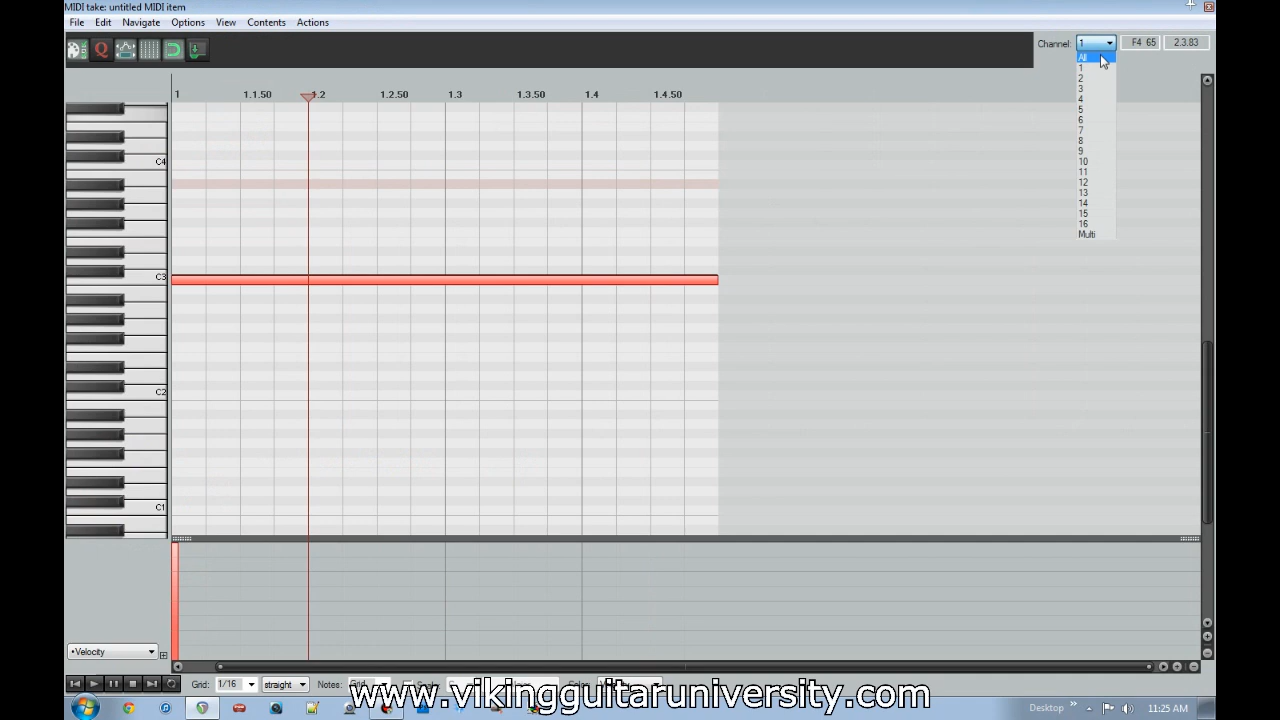 MIDI take: untitled MIDI item
File Edit Navigate Options View Contents Actions
Q
Channel: 1 F4 65 2.3.83
All
1
2
3
4
5
6
7
8
9
10
11
12
13
14
15
16
Multi
1 1.1.50 1.2 1.2.50 1.3 1.3.50 1.4 1.4.50
C4
C3
C2
C1
•Velocity
Grid: 1/16 straight Notes: Grid
www.vikingguitaruniversity.com
Desktop » 11:25 AM